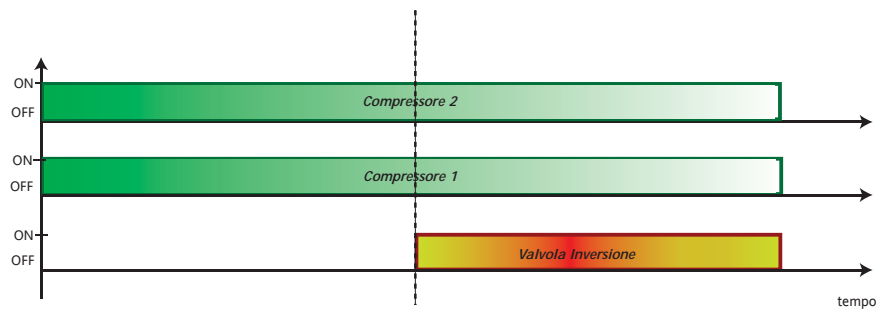 ON
Compressore 2
OFF
ON
Compressore 1
OFF
ON
Valvola Inversione
OFF
tempo